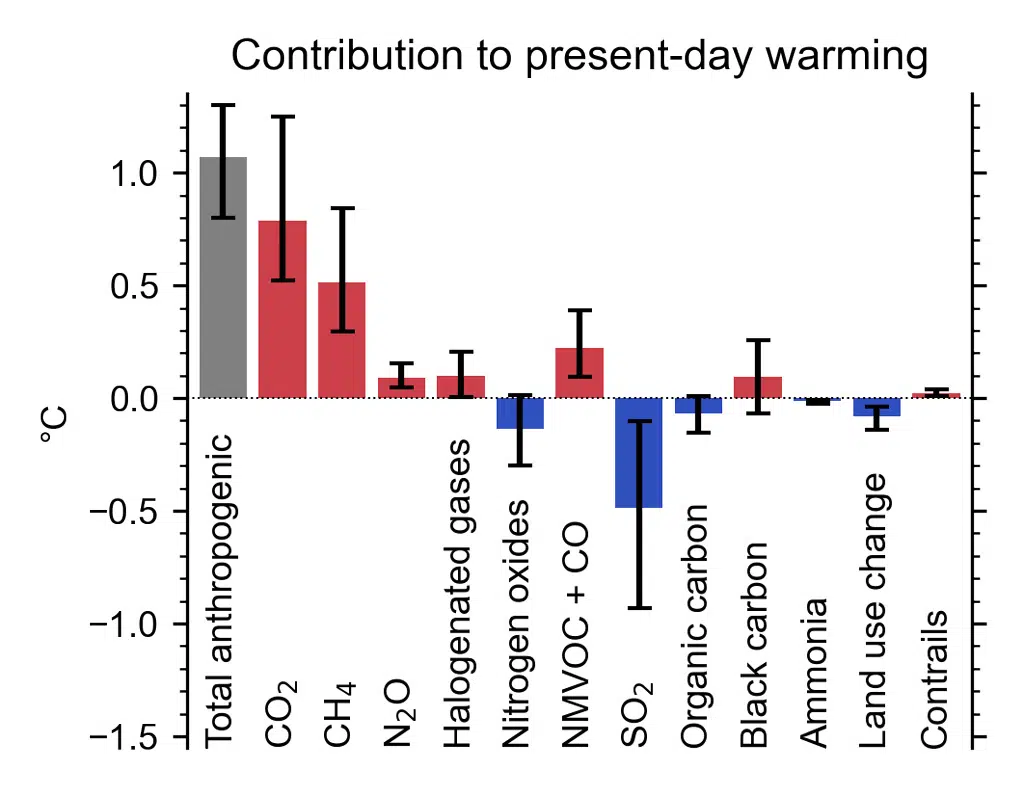 Contribution to present-day warming
1.0
0.5
0.0
−0.5
−1.0
−1.5
°C
Total anthropogenic
CO₂
CH₄
N₂O
Halogenated gases
Nitrogen oxides
NMVOC + CO
SO₂
Organic carbon
Black carbon
Ammonia
Land use change
Contrails